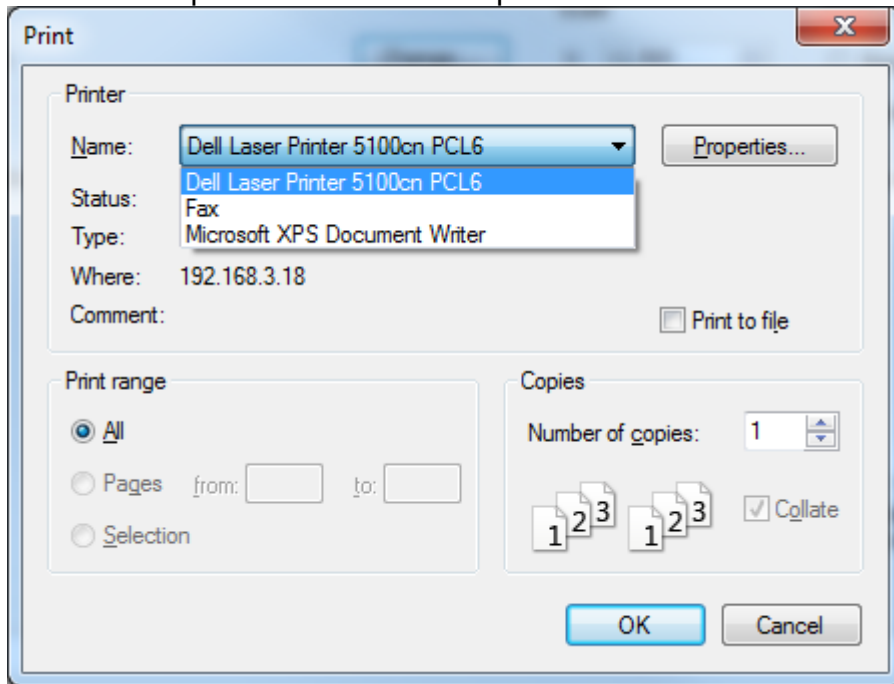 Print
Printer
Name: Dell Laser Printer 5100cn PCL6 Properties...
Dell Laser Printer 5100cn PCL6
Status:
Fax
Type: Microsoft XPS Document Writer
Where: 192.168.3.18
Comment: Print to file
Print range
All
Pages from: to:
Selection
Copies
Number of copies: 1
1 2 3 1 2 3 Collate
OK Cancel